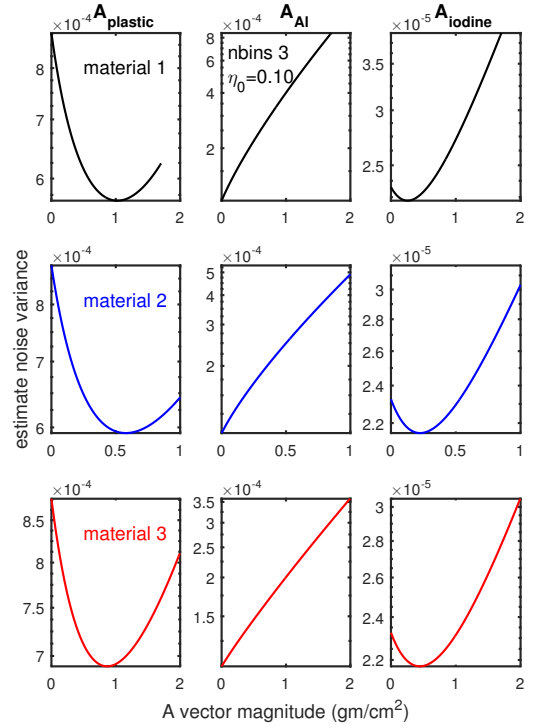 A_plastic A_Al A_iodine
×10⁻⁴ ×10⁻⁴ ×10⁻⁵
8
7
6
material 1
0 1 2
8
4
2
nbins 3
η₀=0.10
0 1 2
3.5
2.5
0 1 2
estimate noise variance
×10⁻⁴ ×10⁻⁴ ×10⁻⁵
8
7
6
material 2
0 0.5 1
5
4
3
2
0 0.5 1
3
2.8
2.6
2.4
2.2
0 0.5 1
×10⁻⁴ ×10⁻⁴ ×10⁻⁵
8.5
8
7.5
7
material 3
0 1 2
3.5
3
2.5
2
1.5
0 1 2
3
2.8
2.6
2.4
2.2
0 1 2
A vector magnitude (gm/cm²)